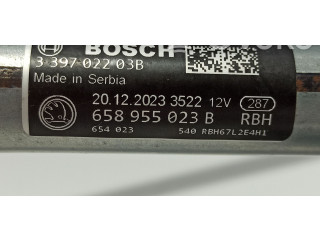 BOSCH
3 397 022 03B
Made in Serbia
20.12.2023 3522 12V 287
658 955 023 B RBH
654 023 540 RBH67L2E4H1